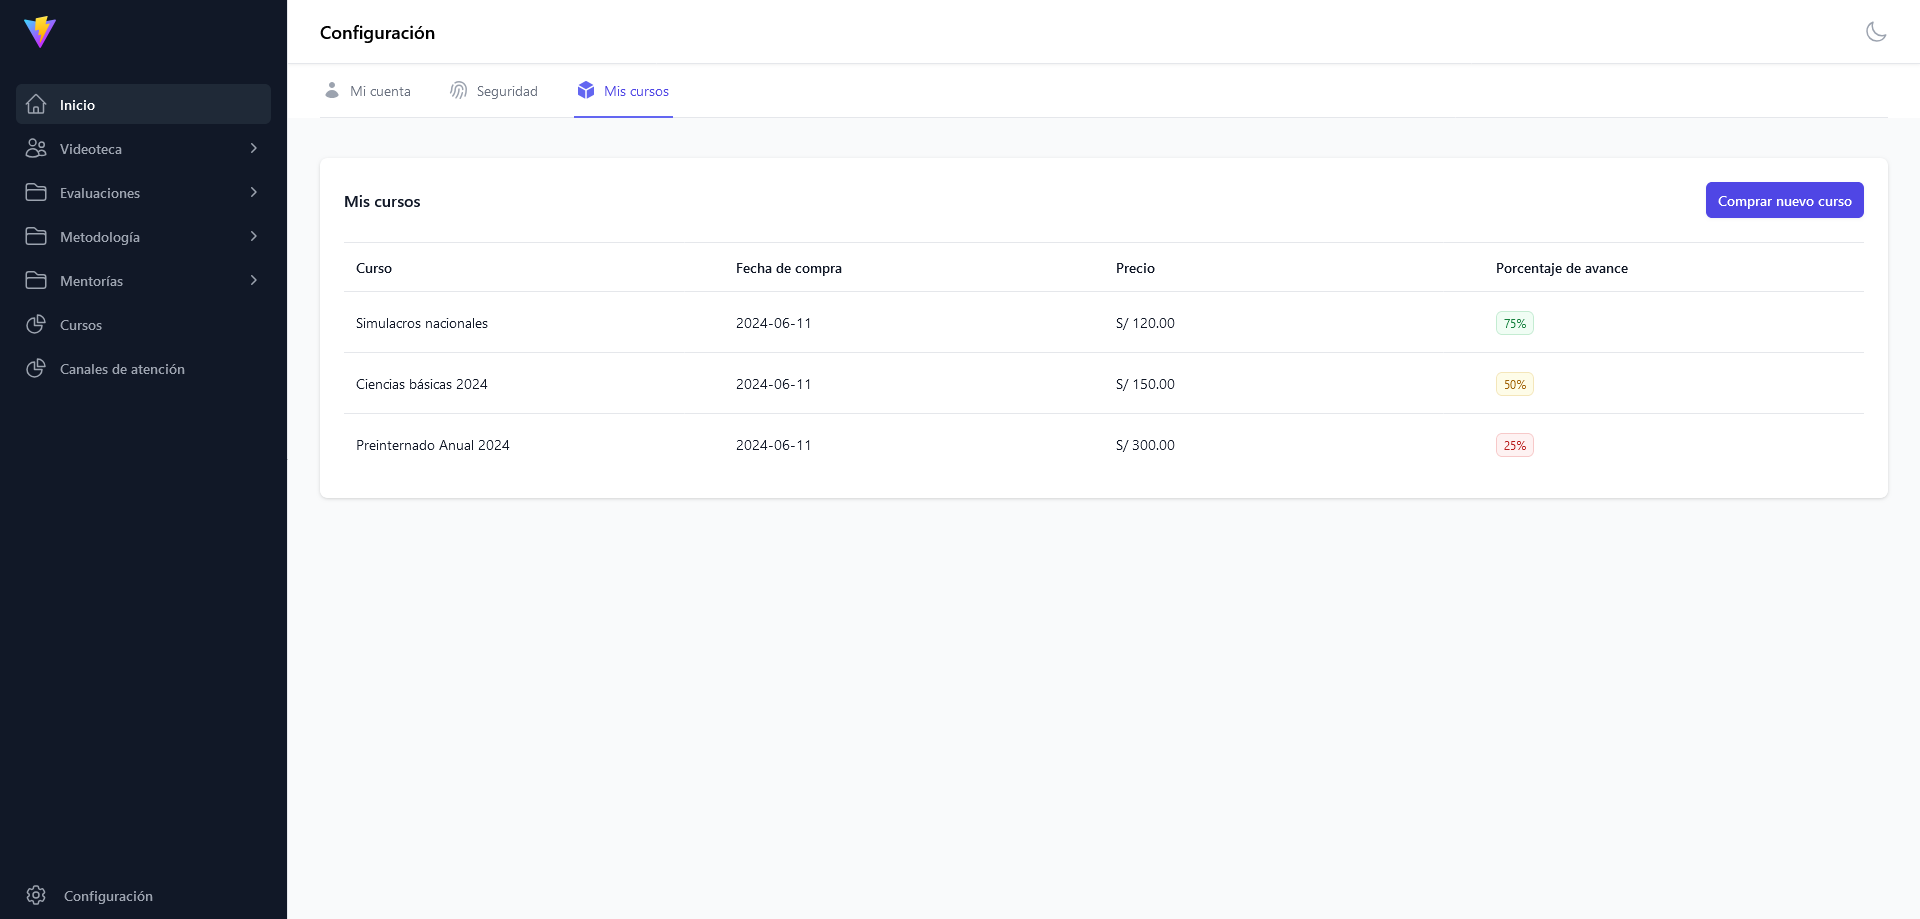 Configuración
Inicio
Videoteca
Evaluaciones
Metodología
Mentorías
Cursos
Canales de atención
Configuración
Mi cuenta
Seguridad
Mis cursos
Mis cursos
Comprar nuevo curso
Curso Fecha de compra Precio Porcentaje de avance
Simulacros nacionales 2024-06-11 S/ 120.00 75%
Ciencias básicas 2024 2024-06-11 S/ 150.00 50%
Preinternado Anual 2024 2024-06-11 S/ 300.00 25%